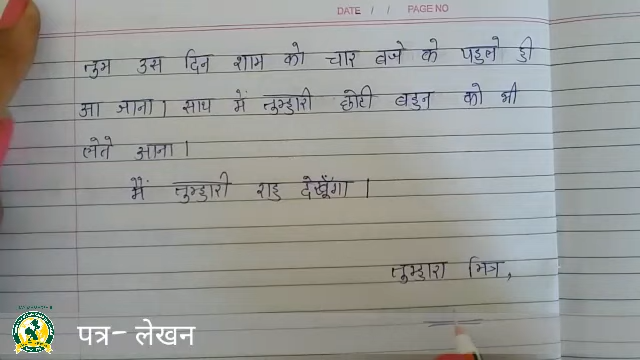 DATE / / PAGE NO
तुम उस दिन शाम को चार बजे के पहले ही
आ जाना। साथ में तुम्हारी छोटी बहन को भी
लेते आना।
मैं तुम्हारी राह देखूँगा।
तुम्हारा मित्र,
पत्र- लेखन